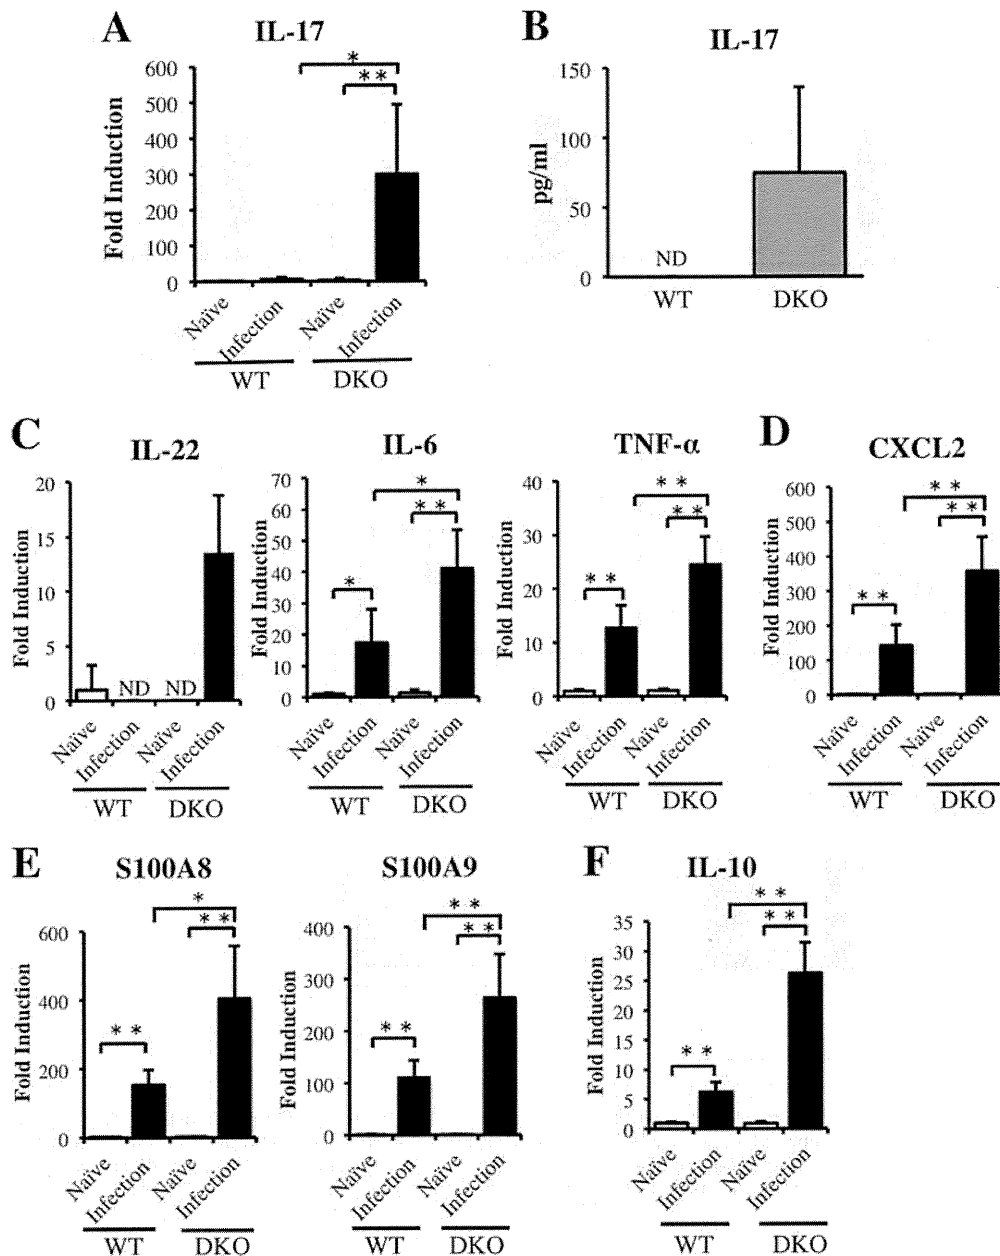 A
IL-17
Fold Induction
600
500
400
300
200
100
0
*
**
Naïve
Infection
Naïve
Infection
WT
DKO
B
IL-17
pg/ml
150
100
50
0
ND
WT
DKO
C
IL-22
Fold Induction
20
15
10
5
0
ND
ND
Naïve
Infection
Naïve
Infection
WT
DKO
IL-6
Fold Induction
70
60
50
40
30
20
10
0
*
*
**
Naïve
Infection
Naïve
Infection
WT
DKO
TNF-α
Fold Induction
40
30
20
10
0
**
**
**
Naïve
Infection
Naïve
Infection
WT
DKO
D
CXCL2
Fold Induction
600
500
400
300
200
100
0
**
**
**
Naïve
Infection
Naïve
Infection
WT
DKO
E
S100A8
Fold Induction
600
400
200
0
**
*
**
Naïve
Infection
Naïve
Infection
WT
DKO
S100A9
Fold Induction
400
300
200
100
0
**
**
**
Naïve
Infection
Naïve
Infection
WT
DKO
F
IL-10
Fold Induction
35
30
25
20
15
10
5
0
**
**
**
Naïve
Infection
Naïve
Infection
WT
DKO